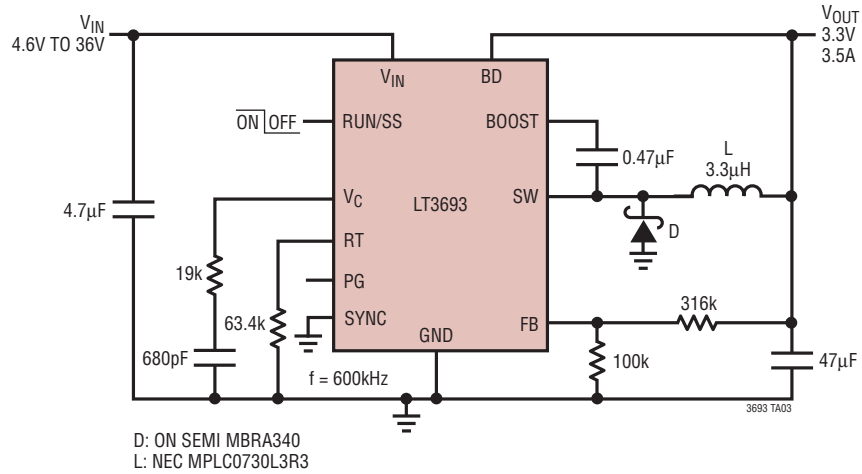 VIN
4.6V TO 36V
VOUT
3.3V
3.5A
VIN
BD
ON OFF
RUN/SS
BOOST
0.47µF
L
3.3µH
4.7µF
VC
LT3693
SW
D
RT
19k
PG
63.4k
SYNC
GND
FB
316k
680pF
f = 600kHz
100k
47µF
3693 TA03
D: ON SEMI MBRA340
L: NEC MPLC0730L3R3